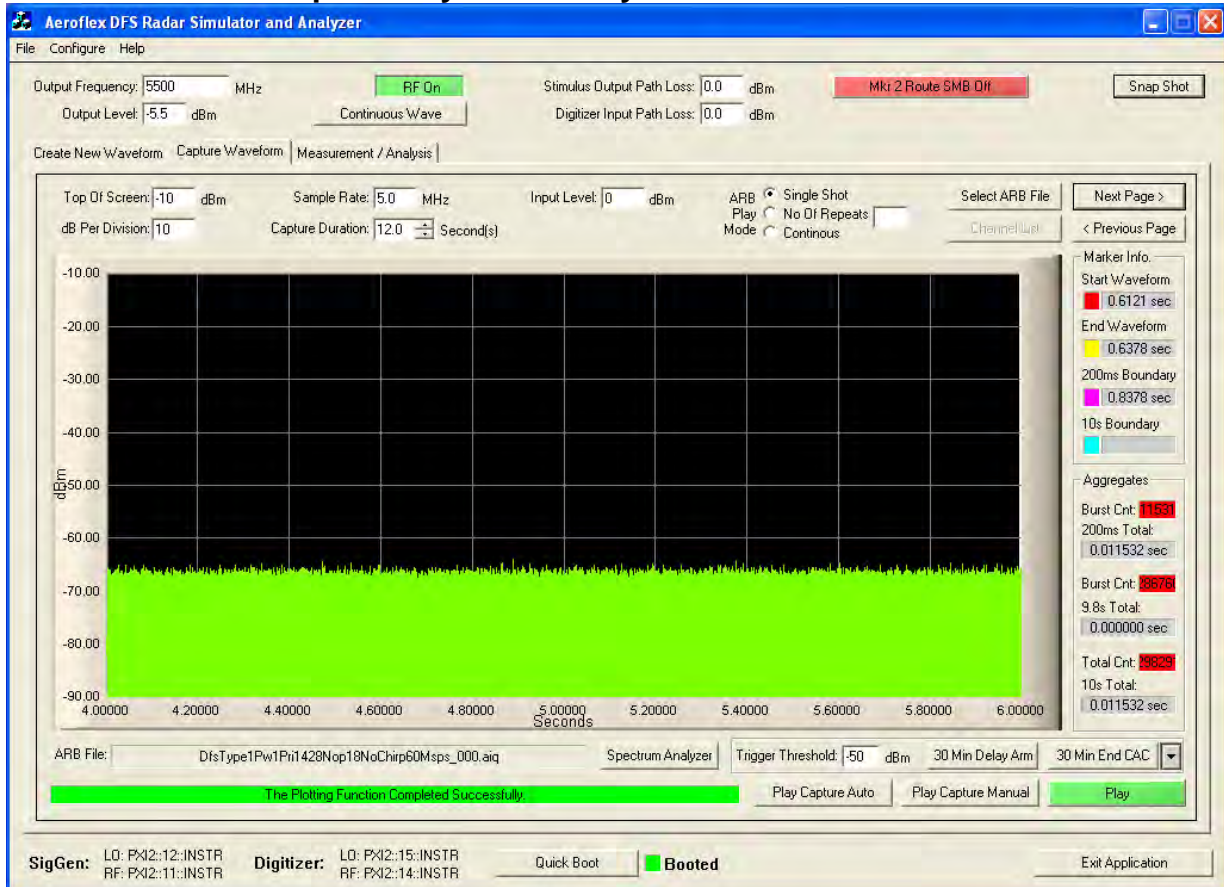 Aeroflex DFS Radar Simulator and Analyzer
File Configure Help
Output Frequency: 5500 MHz
RF On
Stimulus Output Path Loss: 0.0 dBm
Mkr 2 Route SMB Off
Snap Shot
Output Level: -5.5 dBm
Continuous Wave
Digitizer Input Path Loss: 0.0 dBm
Create New Waveform Capture Waveform Measurement / Analysis
Top Of Screen: -10 dBm
Sample Rate: 5.0 MHz
Input Level: 0 dBm
ARB Play Mode
Single Shot
No Of Repeats
Continous
Select ARB File
Next Page >
dB Per Division: 10
Capture Duration: 12.0 Second(s)
Channel List
< Previous Page
-10.00
-20.00
-30.00
-40.00
-50.00
-60.00
-70.00
-80.00
-90.00
dBm
4.00000 4.20000 4.40000 4.60000 4.80000 5.00000 5.20000 5.40000 5.60000 5.80000 6.00000
Seconds
Marker Info.
Start Waveform
0.6121 sec
End Waveform
0.6378 sec
200ms Boundary
0.8378 sec
10s Boundary
Aggregates
Burst Cnt: 11531
200ms Total:
0.011532 sec
Burst Cnt:
9.8s Total:
0.000000 sec
Total Cnt:
10s Total:
0.011532 sec
ARB File: DfsType1Pw1Pri1428Nop18NoChirp60Msps_000.aiq
Spectrum Analyzer
Trigger Threshold: -50 dBm
30 Min Delay Arm
30 Min End CAC
The Plotting Function Completed Successfully.
Play Capture Auto
Play Capture Manual
Play
SigGen: LO: PXI2::12::INSTR
RF: PXI2::11::INSTR
Digitizer: LO: PXI2::15::INSTR
RF: PXI2::14::INSTR
Quick Boot
Booted
Exit Application